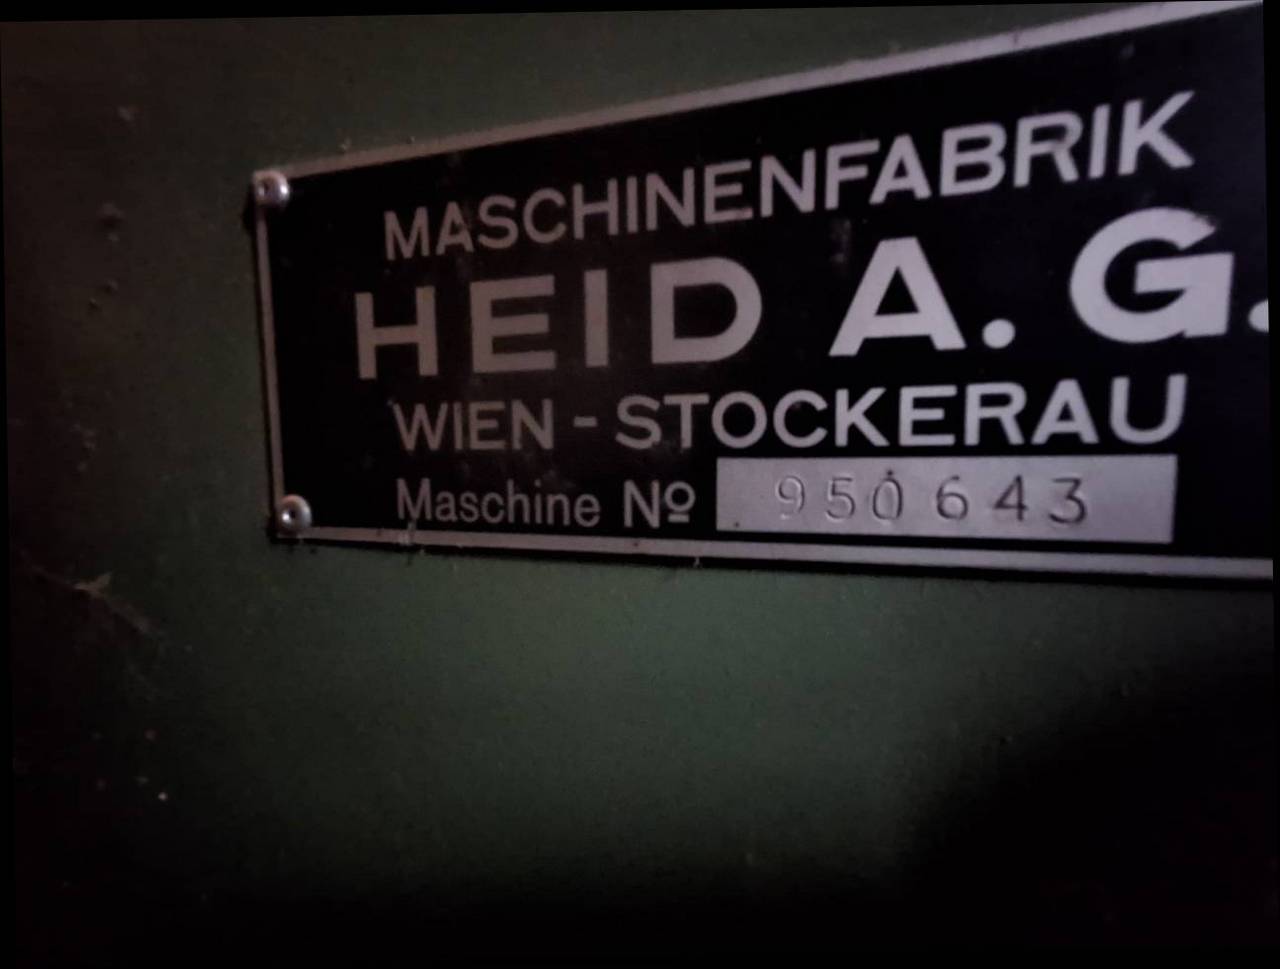 MASCHINENFABRIK
HEID A. G.
WIEN - STOCKERAU
Maschine Nº 950643